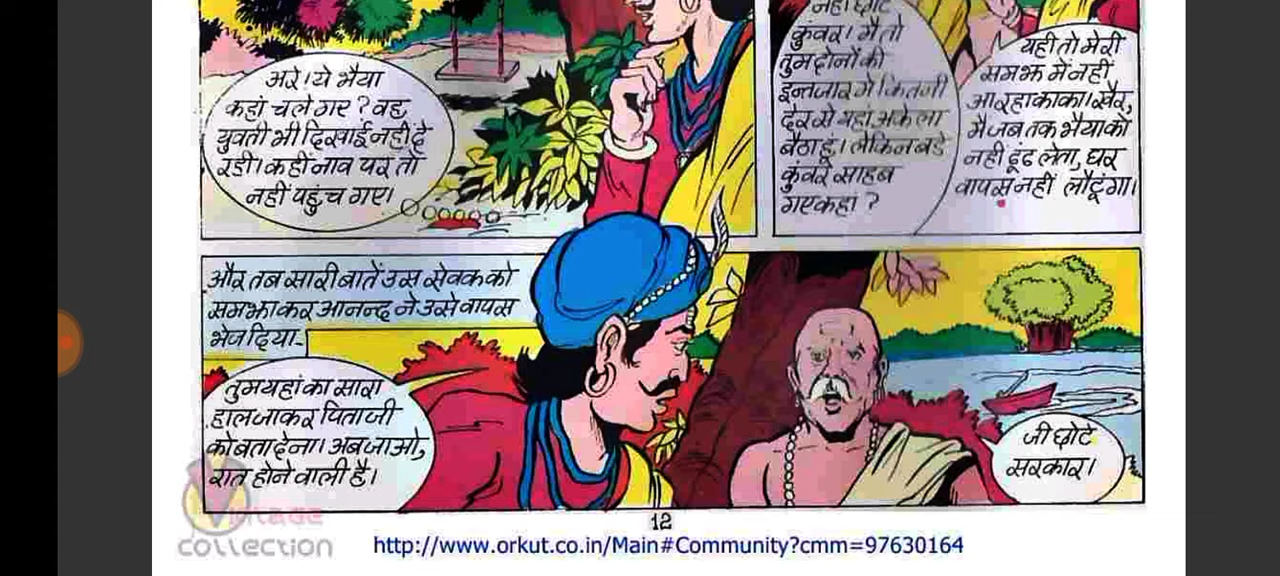 अरे! ये भैया
कहां चले गए? वह
युवती भी दिखाई नहीं दे
रही। कहीं नाव पर तो
नहीं पहुंच गए।
नहीं छोटे
कुंवर। मैं तो
तुम दोनों की
इन्तजार में कितनी
देर से यहां अकेला
बैठा हूं। लेकिन बडे
कुंवर साहब
गए कहां ?
यही तो मेरी
समझ में नहीं
आ रहा काका। खैर,
मैं जब तक भैया को
नहीं ढूंढ लेता, घर
वापस नहीं लौटूंगा।
और तब सारी बातें उस सेवक को
समझा कर आनन्द ने उसे वापस
भेज दिया-
तुम यहां का सारा
हाल जाकर पिताजी
को बता देना। अब जाओ,
रात होने वाली है।
जी छोटे
सरकार।
12
Vintage
collection
http://www.orkut.co.in/Main#Community?cmm=97630164